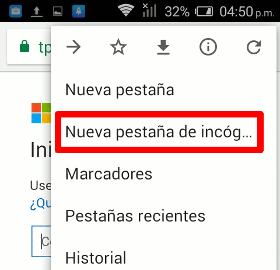 32% 04:50 p.m.
tp
Nueva pestaña
Nueva pestaña de incóg...
Ini
Marcadores
Use
¿Qu
Pestañas recientes
Historial